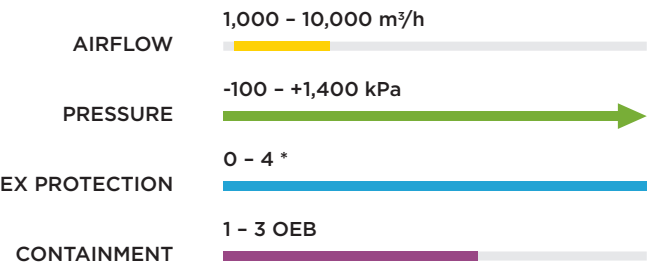 1,000 – 10,000 m³/h
AIRFLOW
-100 – +1,400 kPa
PRESSURE
0 – 4 *
EX PROTECTION
1 – 3 OEB
CONTAINMENT